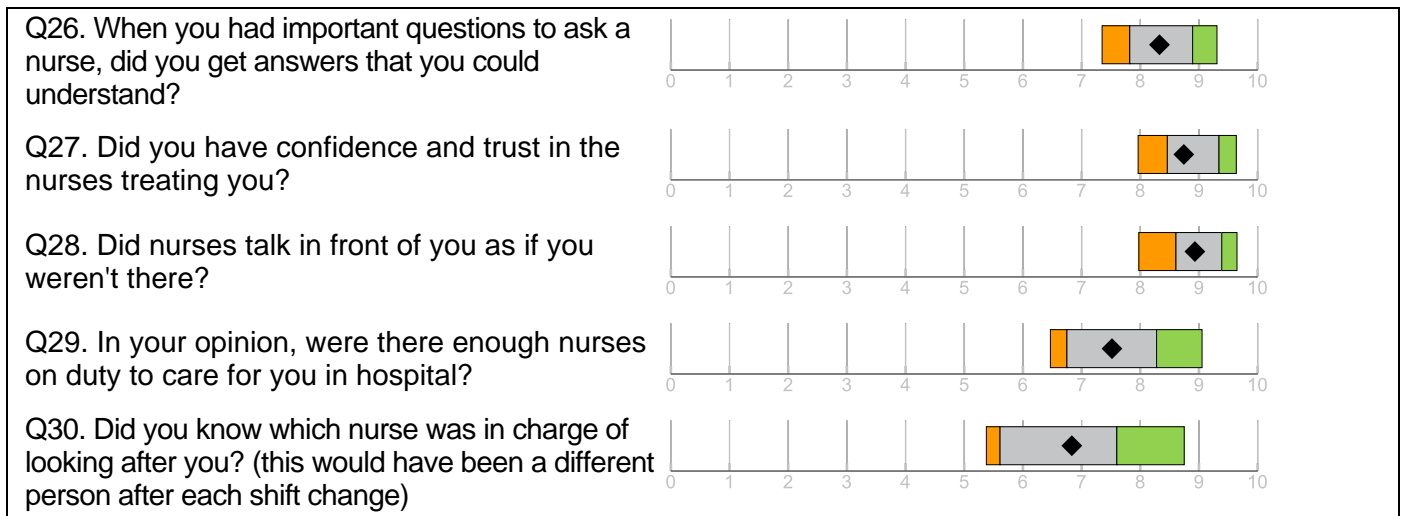 Q26. When you had important questions to ask a
nurse, did you get answers that you could
understand?
0 1 2 3 4 5 6 7 8 9 10
Q27. Did you have confidence and trust in the
nurses treating you?
0 1 2 3 4 5 6 7 8 9 10
Q28. Did nurses talk in front of you as if you
weren't there?
0 1 2 3 4 5 6 7 8 9 10
Q29. In your opinion, were there enough nurses
on duty to care for you in hospital?
0 1 2 3 4 5 6 7 8 9 10
Q30. Did you know which nurse was in charge of
looking after you? (this would have been a different
person after each shift change)
0 1 2 3 4 5 6 7 8 9 10